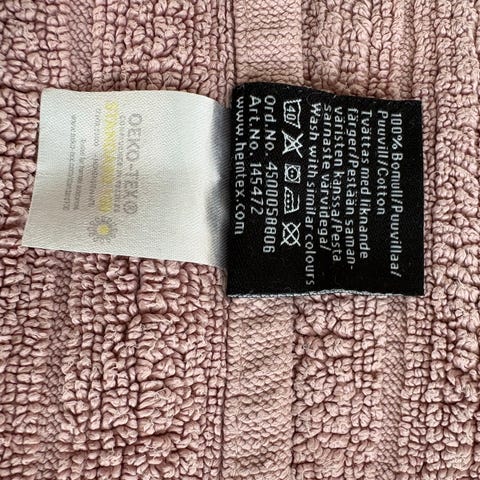 100% Bomull/Puuvillaa/
Puuvill/Cotton
Tvättas med liknande
färger/Pestään saman-
väristen kanssa/Pesta
sarnaste värvidega/
Wash with similar colours
40
Ord.No. 4500058806
Art.No. 145472
www.hemtex.com
OEKO-TEX®